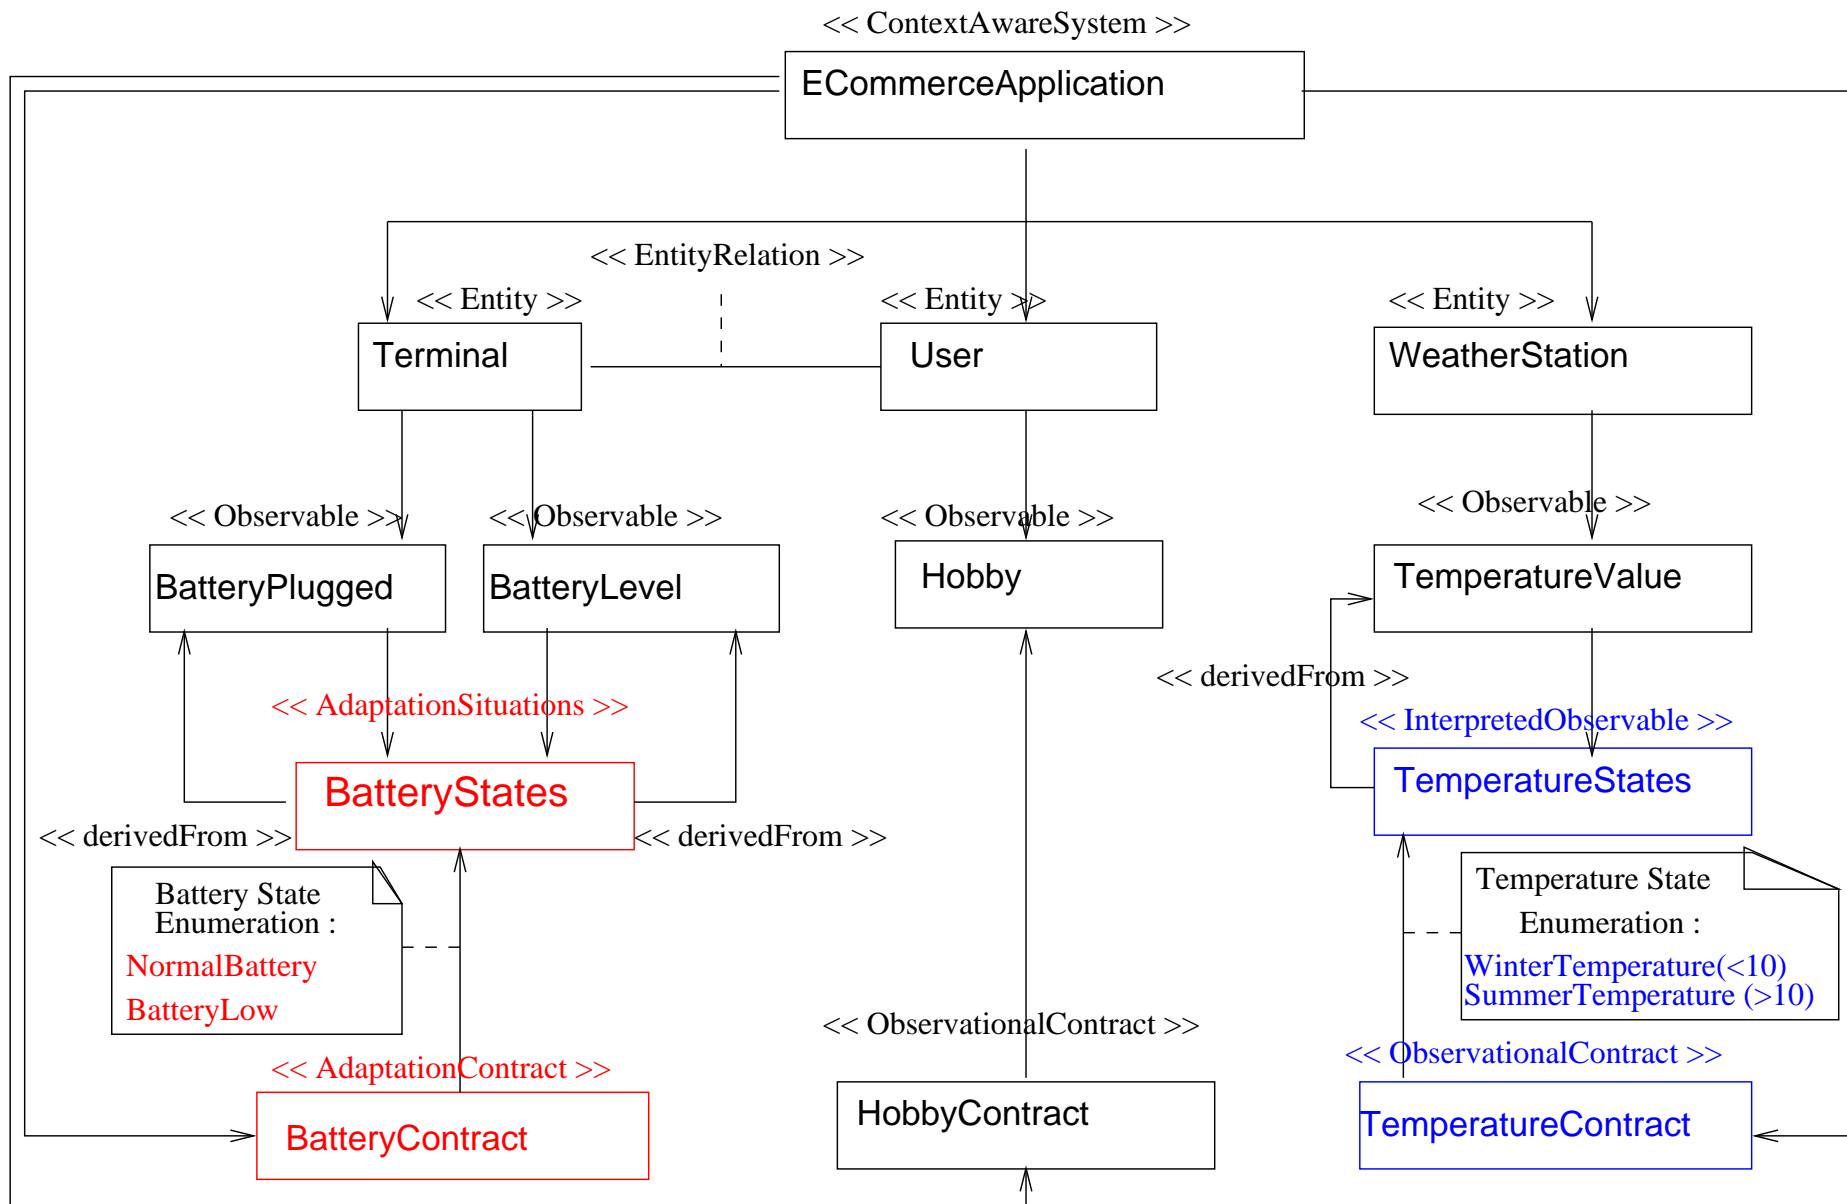 << ContextAwareSystem >>
ECommerceApplication
<< EntityRelation >>
<< Entity >>
<< Entity >>
<< Entity >>
Terminal
User
WeatherStation
<< Observable >>
<< Observable >>
<< Observable >>
<< Observable >>
BatteryPlugged
BatteryLevel
Hobby
TemperatureValue
<< derivedFrom >>
<< AdaptationSituations >>
<< InterpretedObservable >>
BatteryStates
TemperatureStates
<< derivedFrom >>
<< derivedFrom >>
Battery State
Enumeration :
NormalBattery
BatteryLow
Temperature State
Enumeration :
WinterTemperature(<10)
SummerTemperature (>10)
<< ObservationalContract >>
<< ObservationalContract >>
<< AdaptationContract >>
BatteryContract
HobbyContract
TemperatureContract